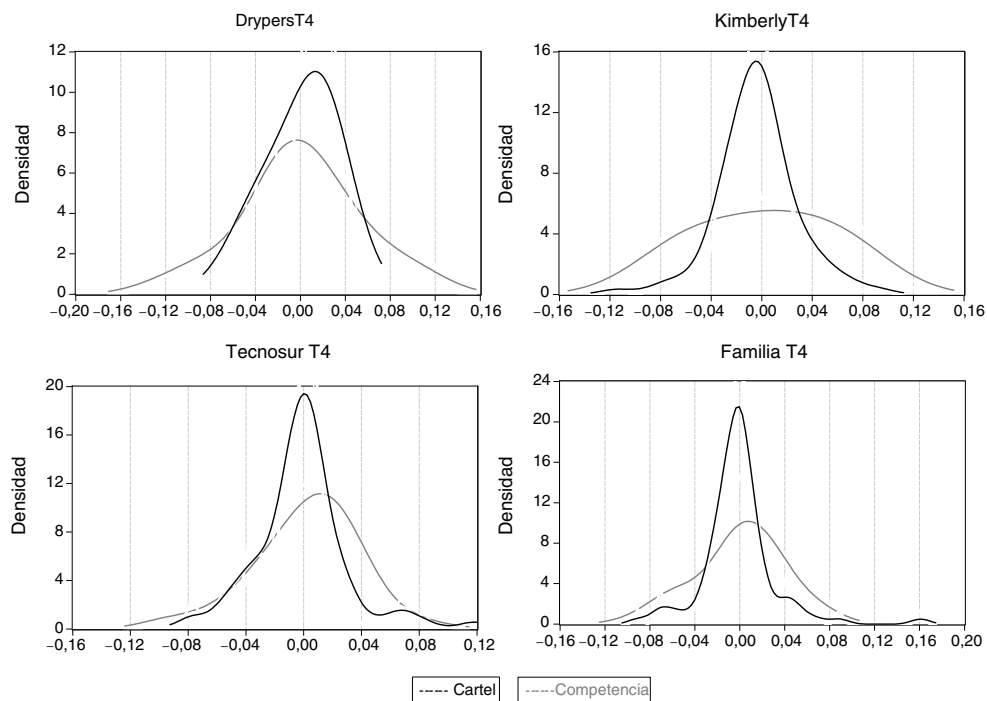 DrypersT4
KimberlyT4
12
10
8
6
4
2
0
Densidad
−0,20 −0,16 −0,12 −0,08 −0,04 0,00 0,04 0,08 0,12 0,16
16
12
8
4
0
Densidad
−0,16 −0,12 −0,08 −0,04 0,00 0,04 0,08 0,12 0,16
Tecnosur T4
Familia T4
20
16
12
8
4
0
Densidad
−0,16 −0,12 −0,08 −0,04 0,00 0,04 0,08 0,12
24
20
16
12
8
4
0
Densidad
−0,16 −0,12 −0,08 −0,04 0,00 0,04 0,08 0,12 0,16 0,20
Cartel
Competencia